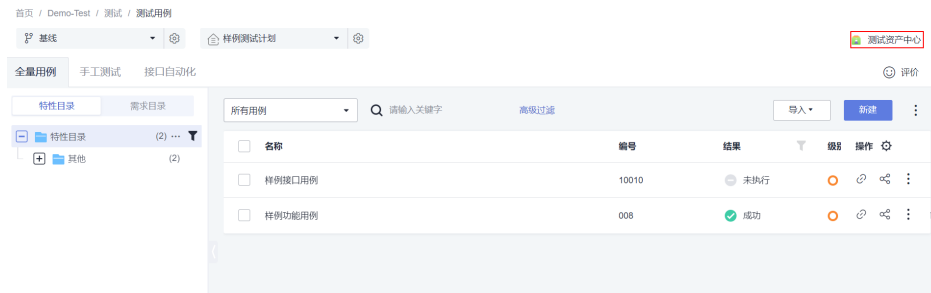 首页 / Demo-Test / 测试 / 测试用例
基线 样例测试计划
测试资产中心
全量用例 手工测试 接口自动化 评价
特性目录 需求目录 所有用例 请输入关键字 高级过滤 导入 新建
特性目录 (2)
其他 (2)
名称 编号 结果 级别 操作
样例接口用例 10010 未执行
样例功能用例 008 成功